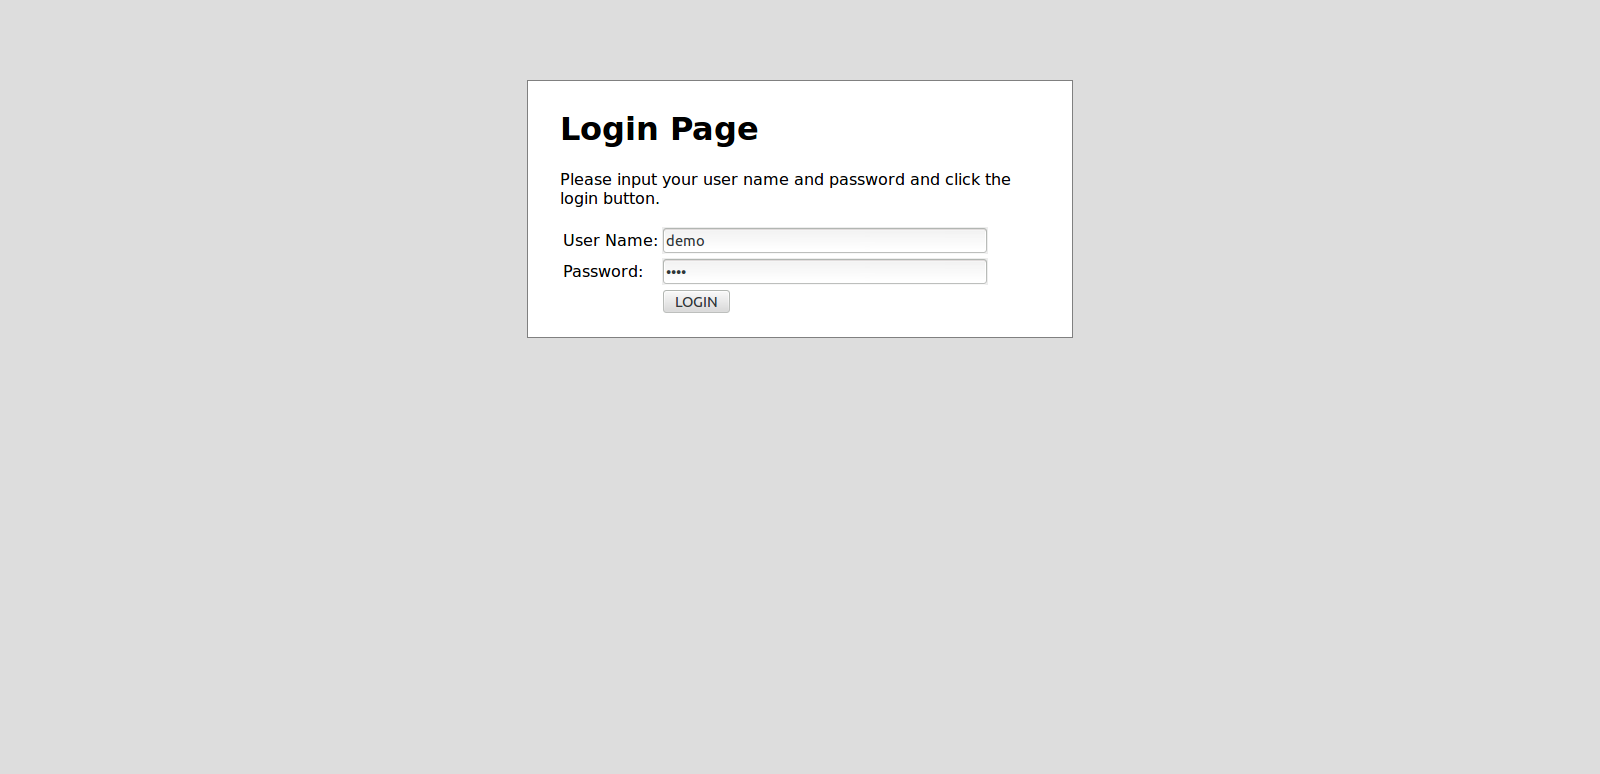 Login Page
Please input your user name and password and click the
login button.
User Name: demo
Password: ••••
LOGIN